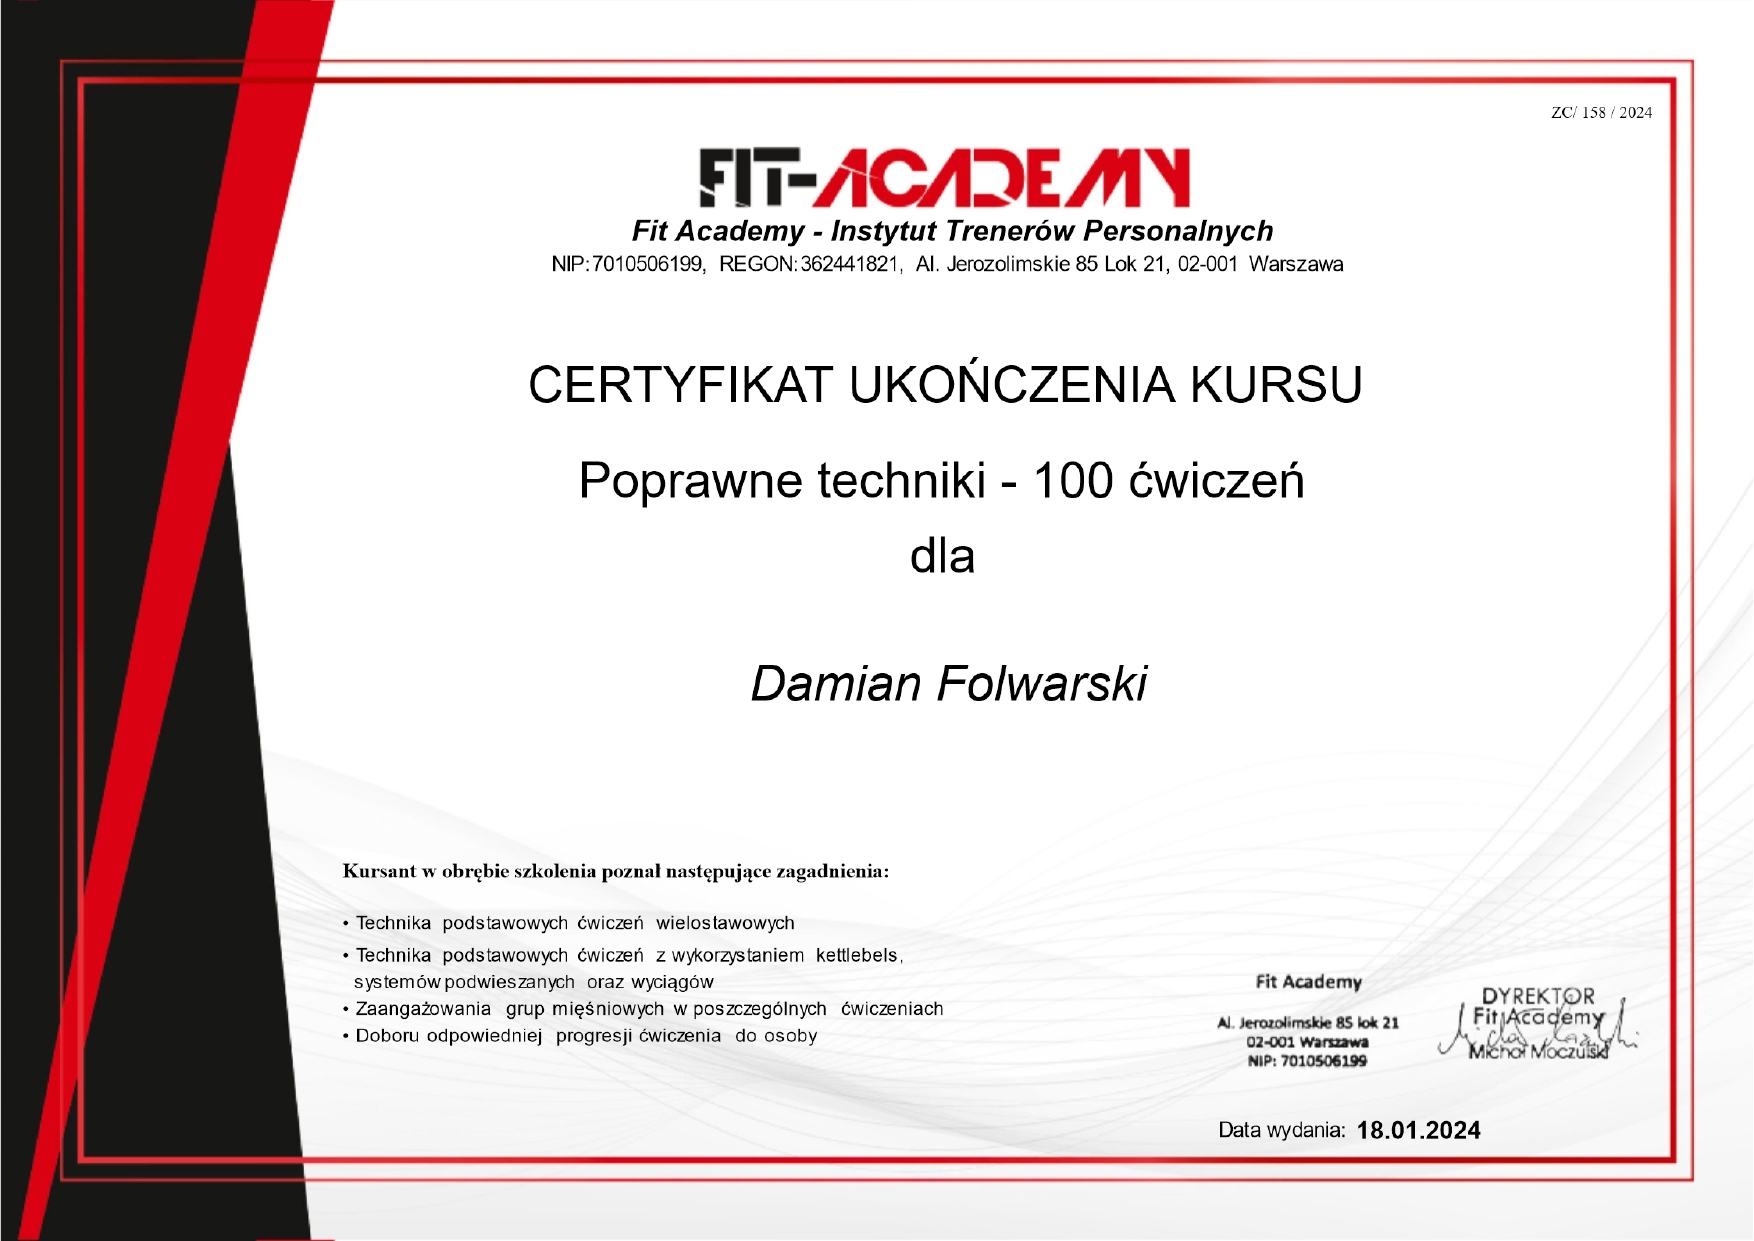 ZC/ 158 / 2024
FIT-ACADEMY
Fit Academy - Instytut Trenerów Personalnych
NIP:7010506199, REGON:362441821, Al. Jerozolimskie 85 Lok 21, 02-001 Warszawa
CERTYFIKAT UKOŃCZENIA KURSU
Poprawne techniki - 100 ćwiczeń
dla
Damian Folwarski
Kursant w obrębie szkolenia poznał następujące zagadnienia:
• Technika podstawowych ćwiczeń wielostawowych
• Technika podstawowych ćwiczeń z wykorzystaniem kettlebels,
systemów podwieszanych oraz wyciągów
• Zaangażowania grup mięśniowych w poszczególnych ćwiczeniach
• Doboru odpowiedniej progresji ćwiczenia do osoby
Fit Academy
Al. Jerozolimskie 85 lok 21
02-001 Warszawa
NIP: 7010506199
DYREKTOR
Fit Academy
Michał Moczulski
Data wydania: 18.01.2024